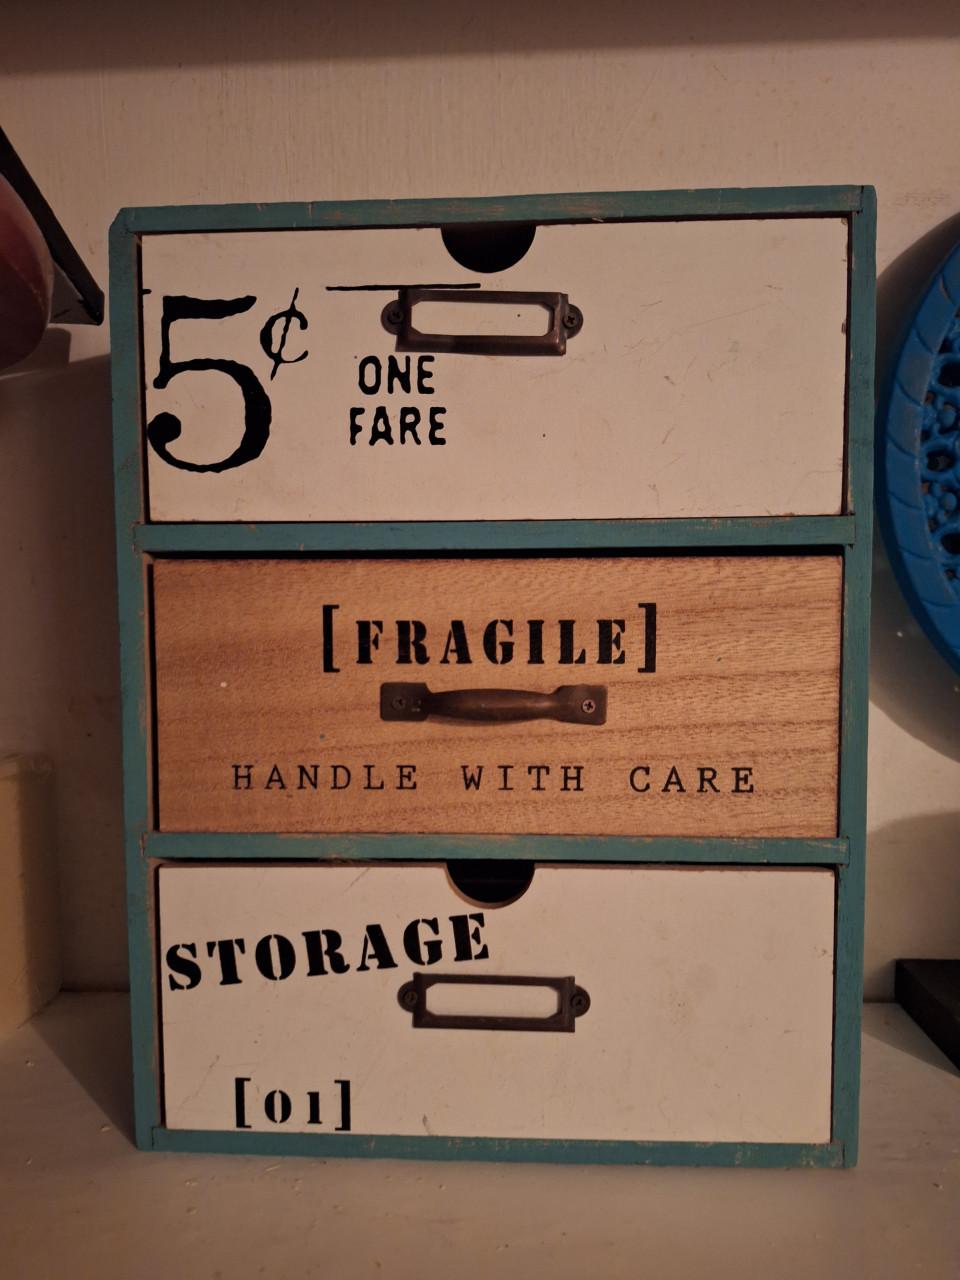 5¢
ONE
FARE
[FRAGILE]
HANDLE WITH CARE
STORAGE
[01]